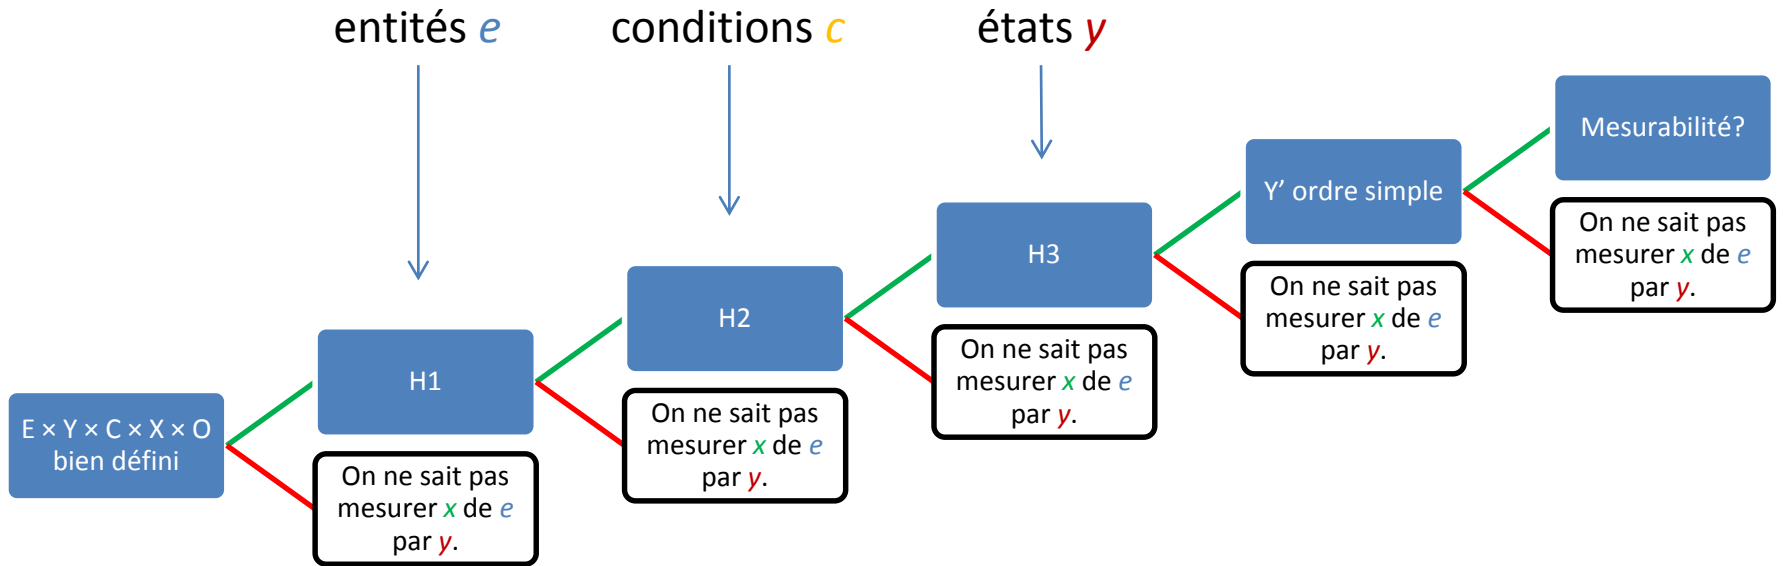 entités e
conditions c
états y
E × Y × C × X × O
bien défini
H1
On ne sait pas
mesurer x de e
par y.
H2
On ne sait pas
mesurer x de e
par y.
H3
On ne sait pas
mesurer x de e
par y.
Y’ ordre simple
On ne sait pas
mesurer x de e
par y.
Mesurabilité?
On ne sait pas
mesurer x de e
par y.